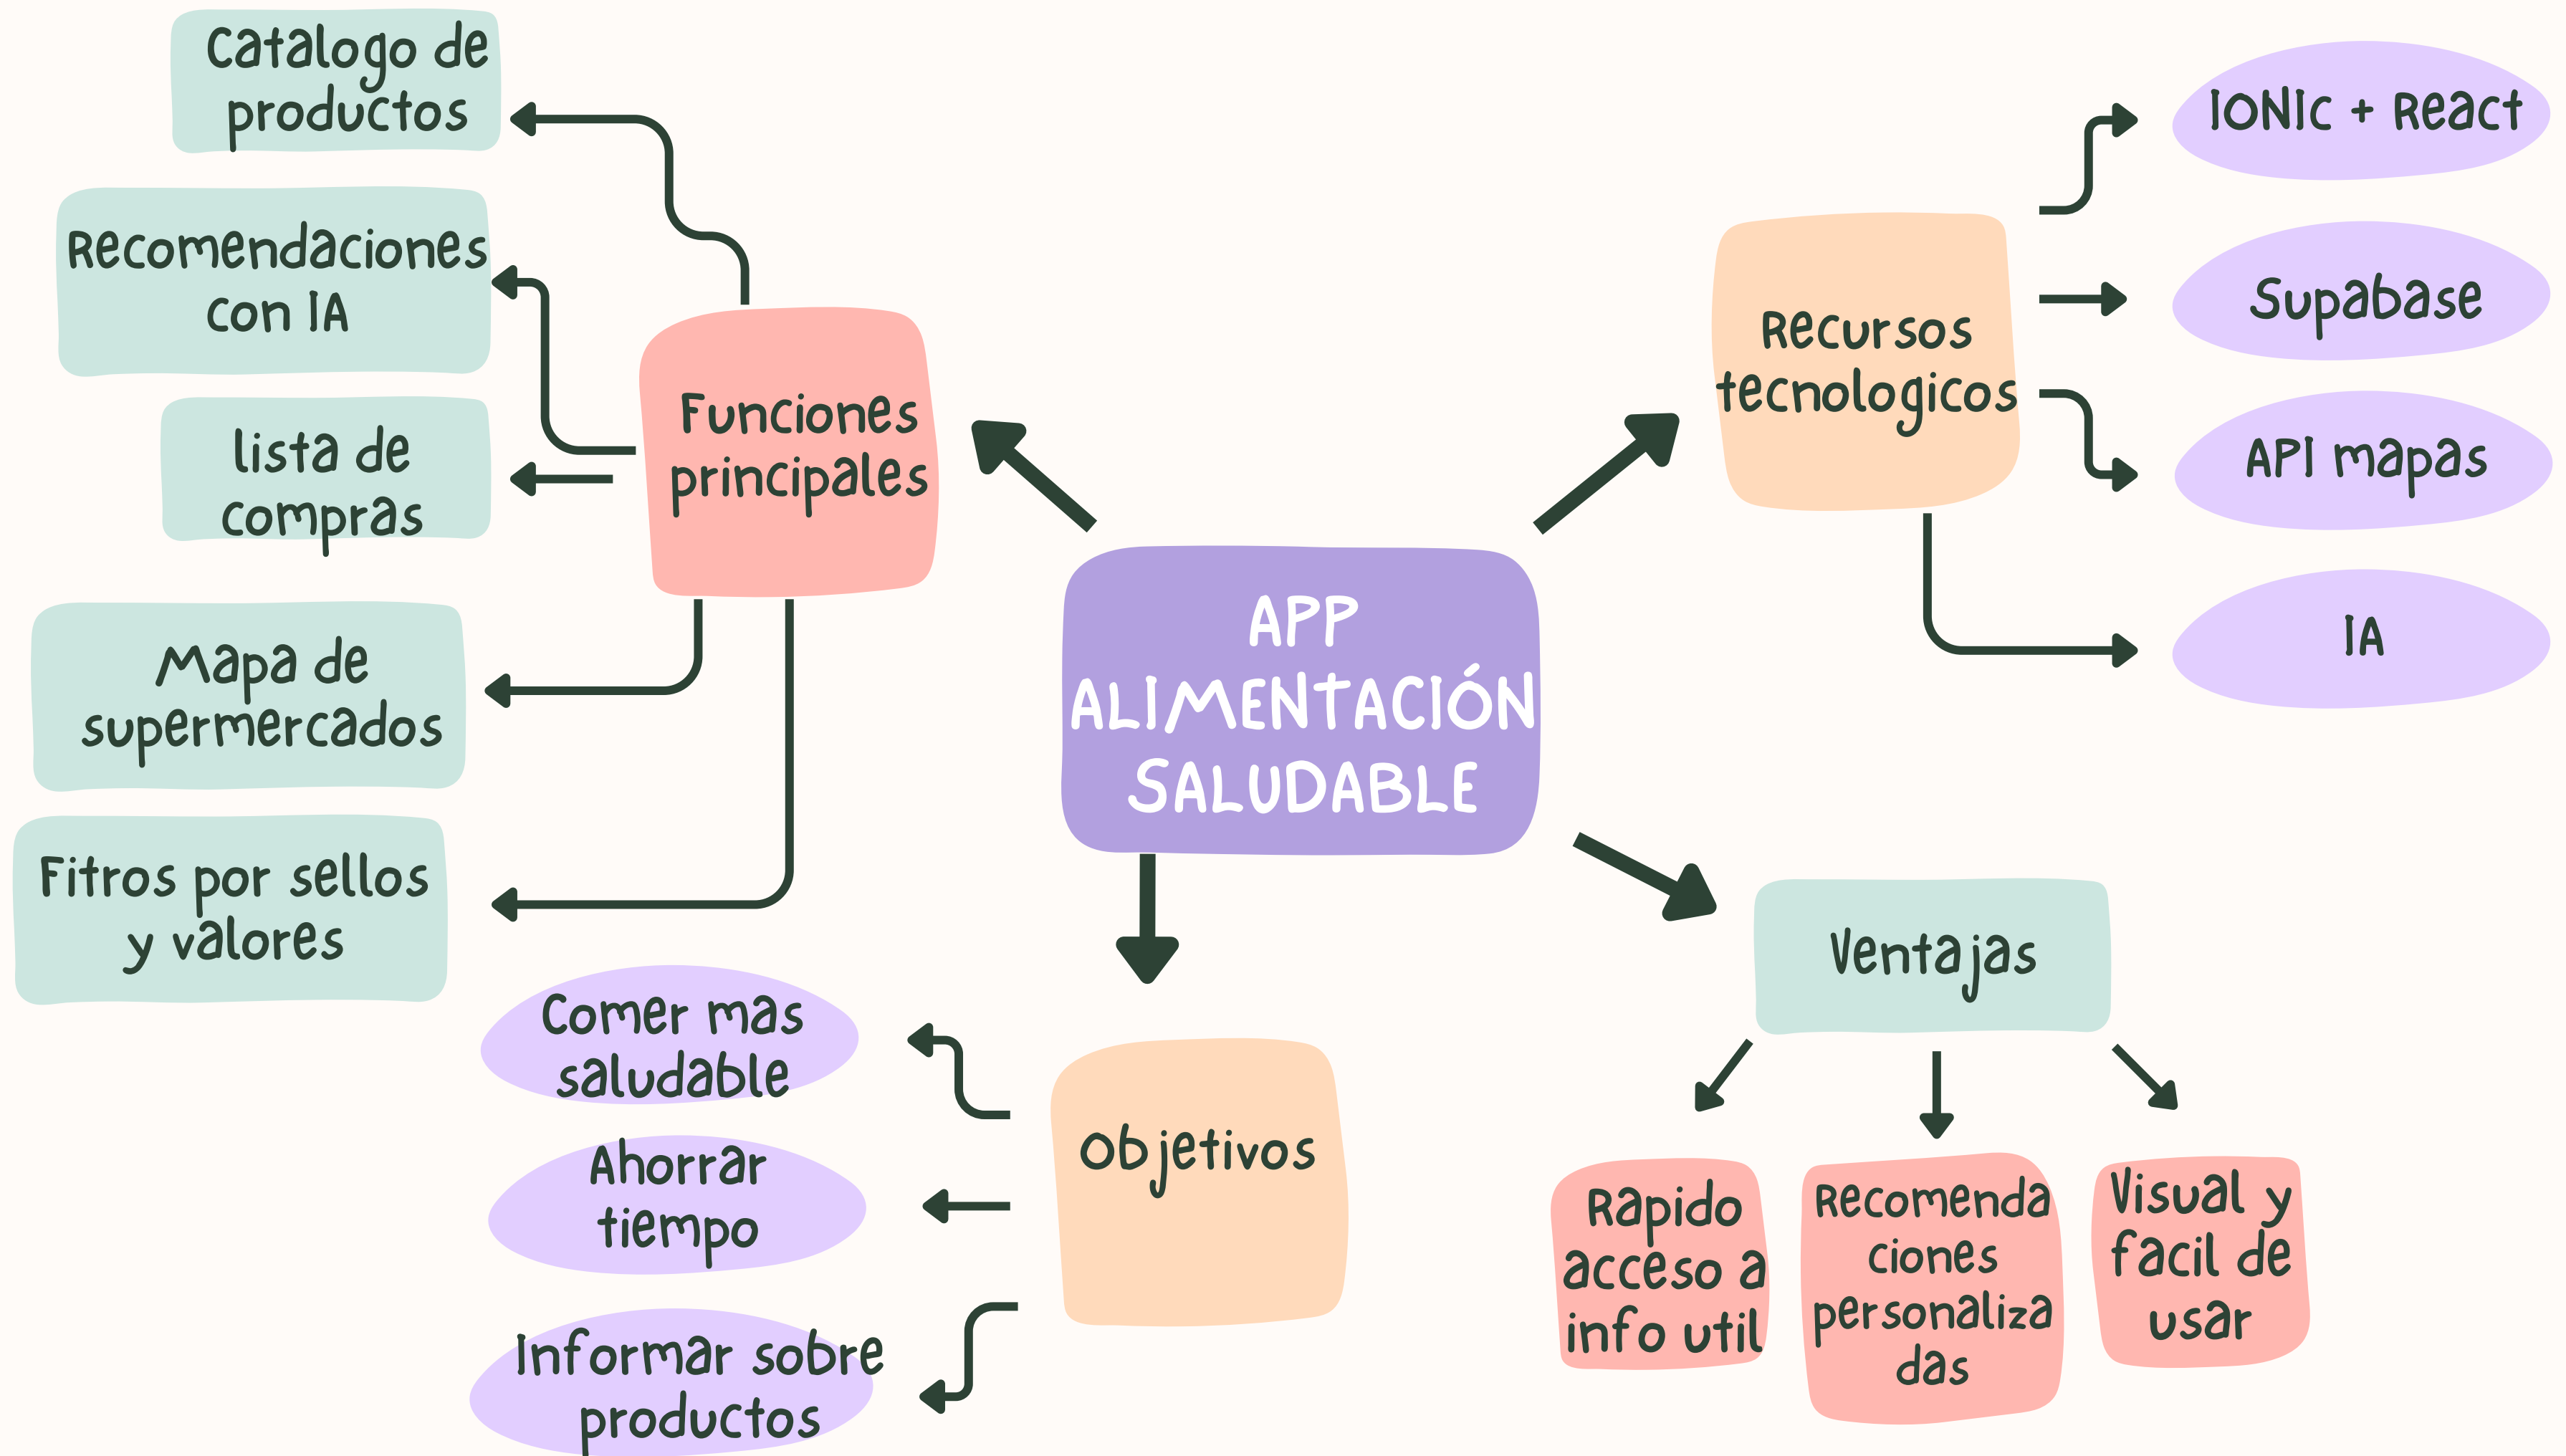 Catalogo de
productos
Recomendaciones
con IA
lista de
compras
Mapa de
supermercados
Fitros por sellos
y valores
Funciones
principales
APP
ALIMENTACIÓN
SALUDABLE
Recursos
tecnologicos
IONIC + React
Supabase
API mapas
IA
Objetivos
Comer mas
saludable
Ahorrar
tiempo
Informar sobre
productos
Ventajas
Rapido
acceso a
info util
Recomenda
ciones
personaliza
das
Visual y
facil de
usar